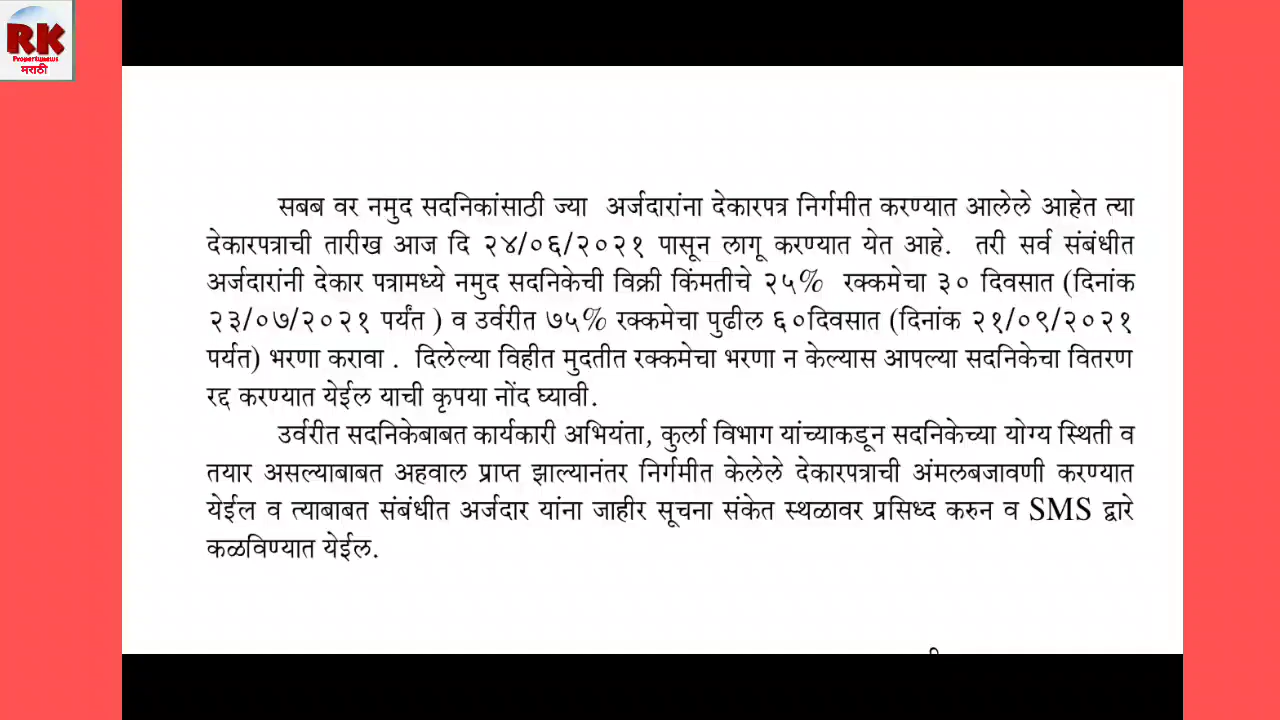 RK
Propertunews
मराठी
सबब वर नमुद सदनिकांसाठी ज्या अर्जदारांना देकारपत्र निर्गमीत करण्यात आलेले आहेत त्या
देकारपत्राची तारीख आज दि २४/०६/२०२१ पासून लागू करण्यात येत आहे. तरी सर्व संबंधीत
अर्जदारांनी देकार पत्रामध्ये नमुद सदनिकेची विक्री किंमतीचे २५% रक्कमेचा ३० दिवसात (दिनांक
२३/०७/२०२१ पर्यंत ) व उर्वरीत ७५% रक्कमेचा पुढील ६०दिवसात (दिनांक २१/०९/२०२१
पर्यत) भरणा करावा . दिलेल्या विहीत मुदतीत रक्कमेचा भरणा न केल्यास आपल्या सदनिकेचा वितरण
रद्द करण्यात येईल याची कृपया नोंद घ्यावी.
उर्वरीत सदनिकेबाबत कार्यकारी अभियंता, कुर्ला विभाग यांच्याकडून सदनिकेच्या योग्य स्थिती व
तयार असल्याबाबत अहवाल प्राप्त झाल्यानंतर निर्गमीत केलेले देकारपत्राची अंमलबजावणी करण्यात
येईल व त्याबाबत संबंधीत अर्जदार यांना जाहीर सूचना संकेत स्थळावर प्रसिध्द करुन व SMS द्वारे
कळविण्यात येईल.